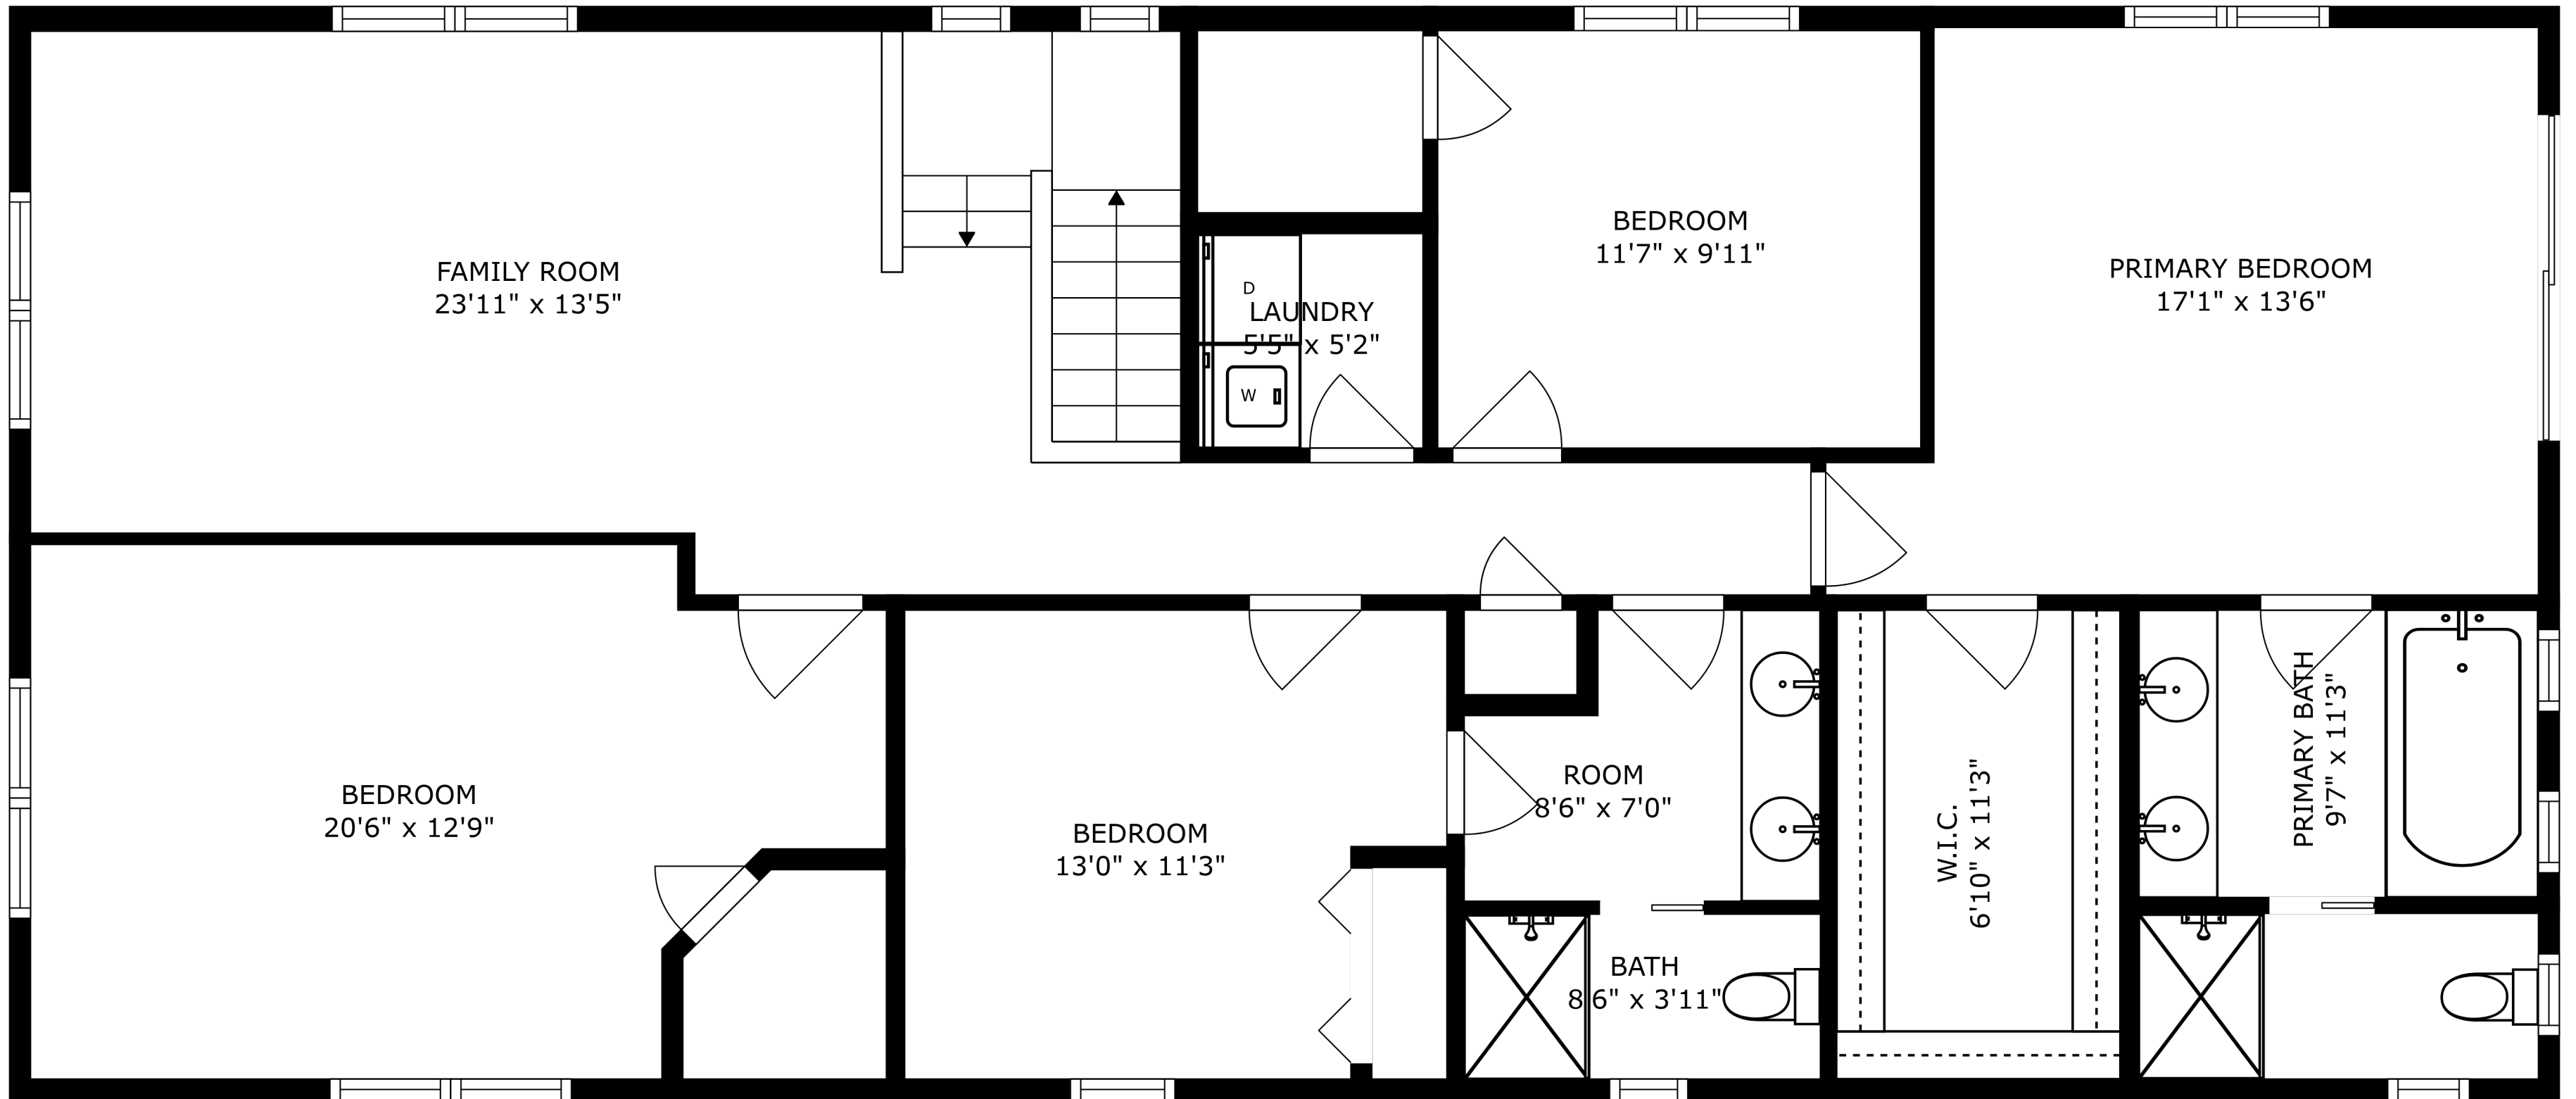 FAMILY ROOM
23'11" x 13'5"
D
LAUNDRY
5'5" x 5'2"
W
BEDROOM
11'7" x 9'11"
PRIMARY BEDROOM
17'1" x 13'6"
BEDROOM
20'6" x 12'9"
BEDROOM
13'0" x 11'3"
ROOM
8'6" x 7'0"
BATH
8'6" x 3'11"
W.I.C.
6'10" x 11'3"
PRIMARY BATH
9'7" x 11'3"